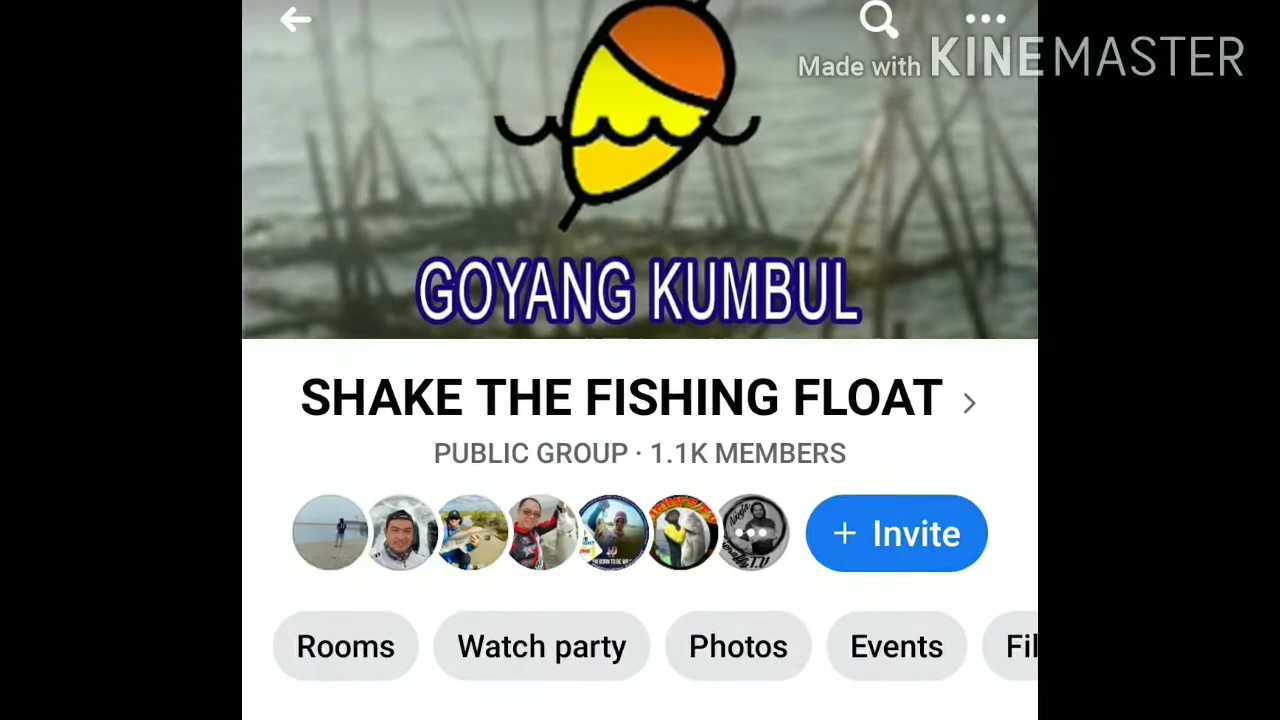 Made with KINEMASTER
GOYANG KUMBUL
SHAKE THE FISHING FLOAT
PUBLIC GROUP · 1.1K MEMBERS
+ Invite
Rooms
Watch party
Photos
Events